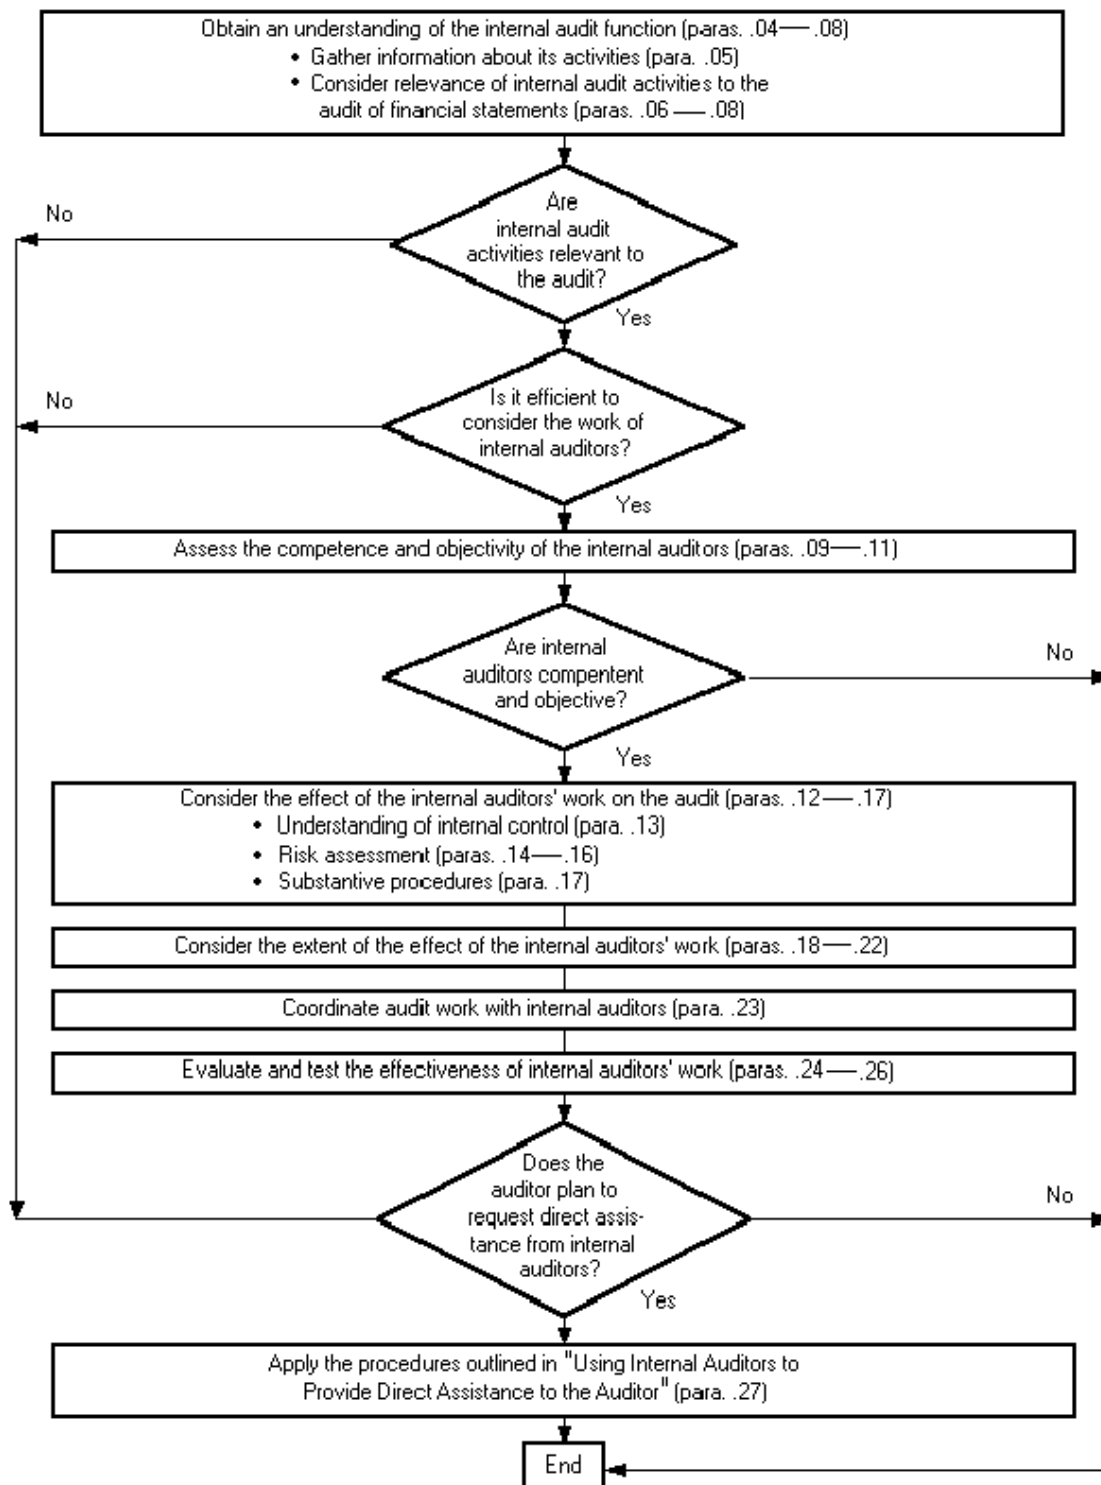 Obtain an understanding of the internal audit function (paras. .04—.08)
• Gather information about its activities (para. .05)
• Consider relevance of internal audit activities to the
audit of financial statements (paras. .06—.08)
Are
internal audit
activities relevant to
the audit?
No
Yes
Is it efficient to
consider the work of
internal auditors?
No
Yes
Assess the competence and objectivity of the internal auditors (paras. .09—.11)
Are internal
auditors compentent
and objective?
No
Yes
Consider the effect of the internal auditors' work on the audit (paras. .12—.17)
• Understanding of internal control (para. .13)
• Risk assessment (paras. .14—.16)
• Substantive procedures (para. .17)
Consider the extent of the effect of the internal auditors' work (paras. .18—.22)
Coordinate audit work with internal auditors (para. .23)
Evaluate and test the effectiveness of internal auditors' work (paras. .24—.26)
Does the
auditor plan to
request direct assis-
tance from internal
auditors?
No
Yes
Apply the procedures outlined in "Using Internal Auditors to
Provide Direct Assistance to the Auditor" (para. .27)
End